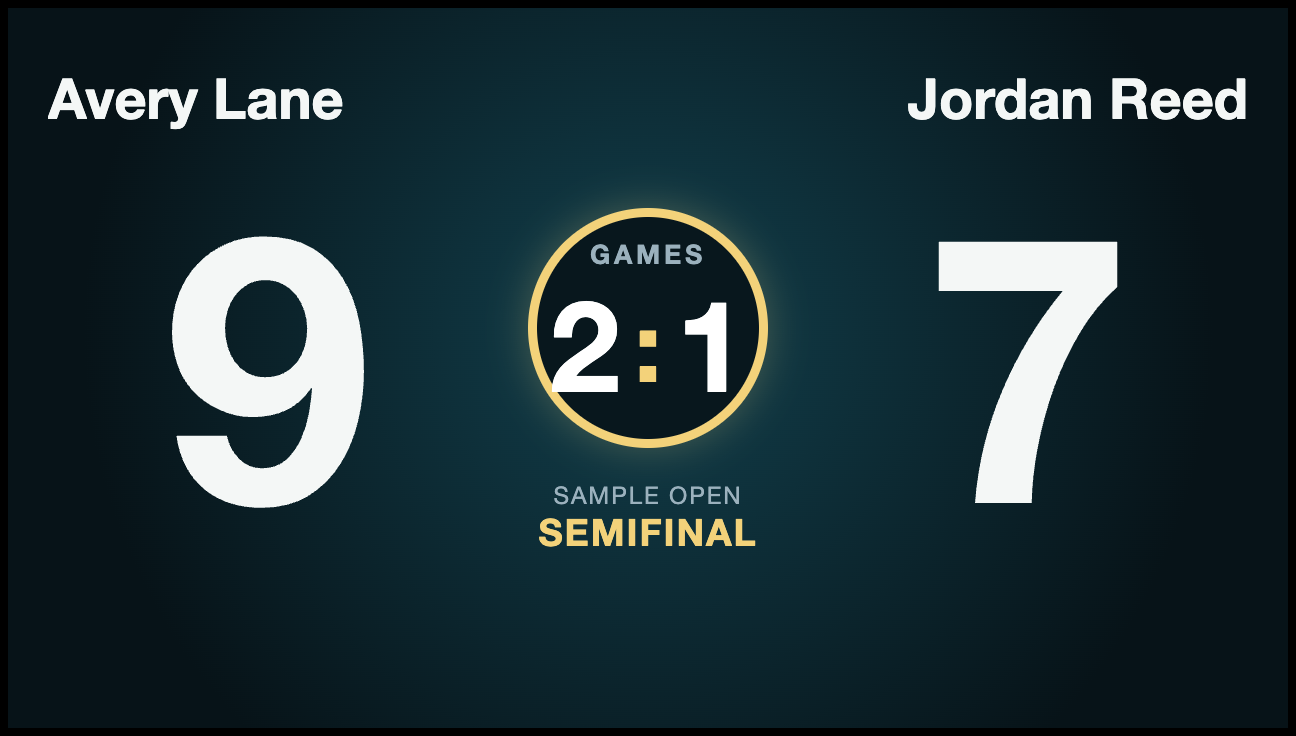 Avery Lane
Jordan Reed
9
GAMES
2:1
7
SAMPLE OPEN
SEMIFINAL